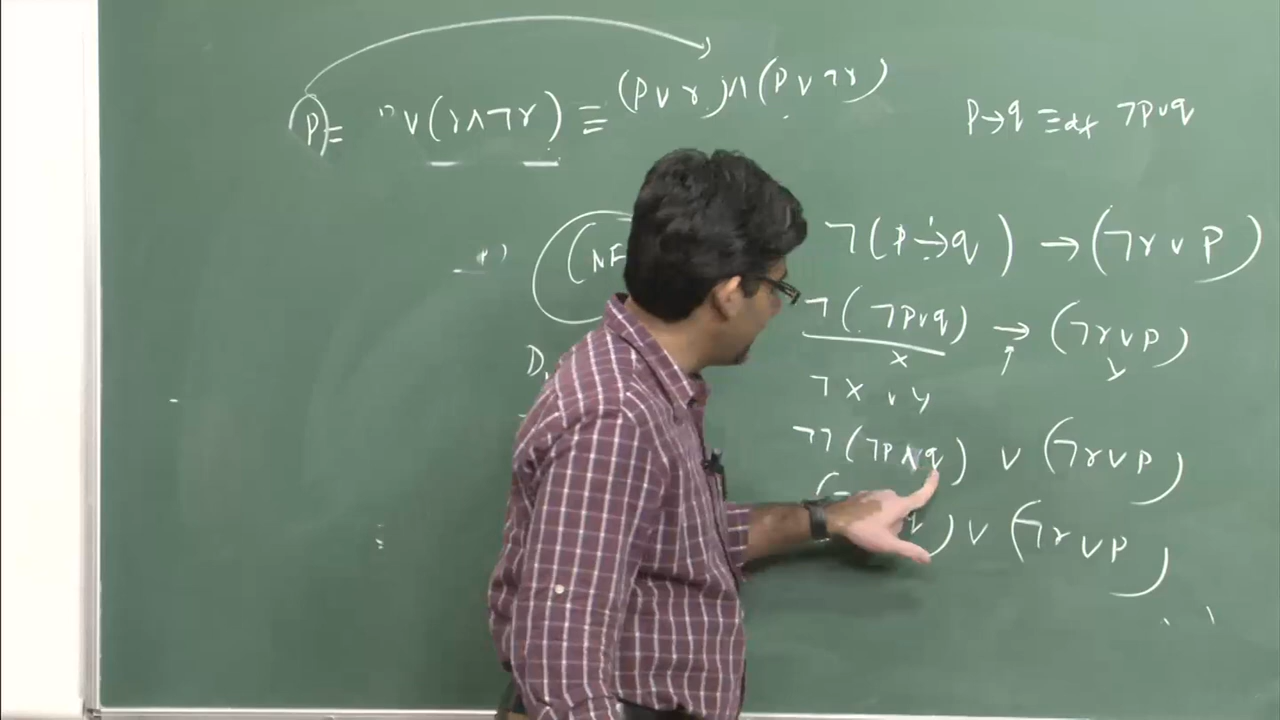 (P) ≡ ∨ (r ∧ ¬ r) ≡ (P ∨ r) ∧ (P ∨ ¬ r)
P → q ≡ df ¬ P ∨ q
¬ (P → q) → (¬ r ∨ P)
¬ (¬ P ∨ q) → (¬ r ∨ P)
x y
¬ x ∨ y
¬ ¬ (¬ P ∧ q) ∨ (¬ r ∨ P)
) ∨ (¬ r ∨ P)